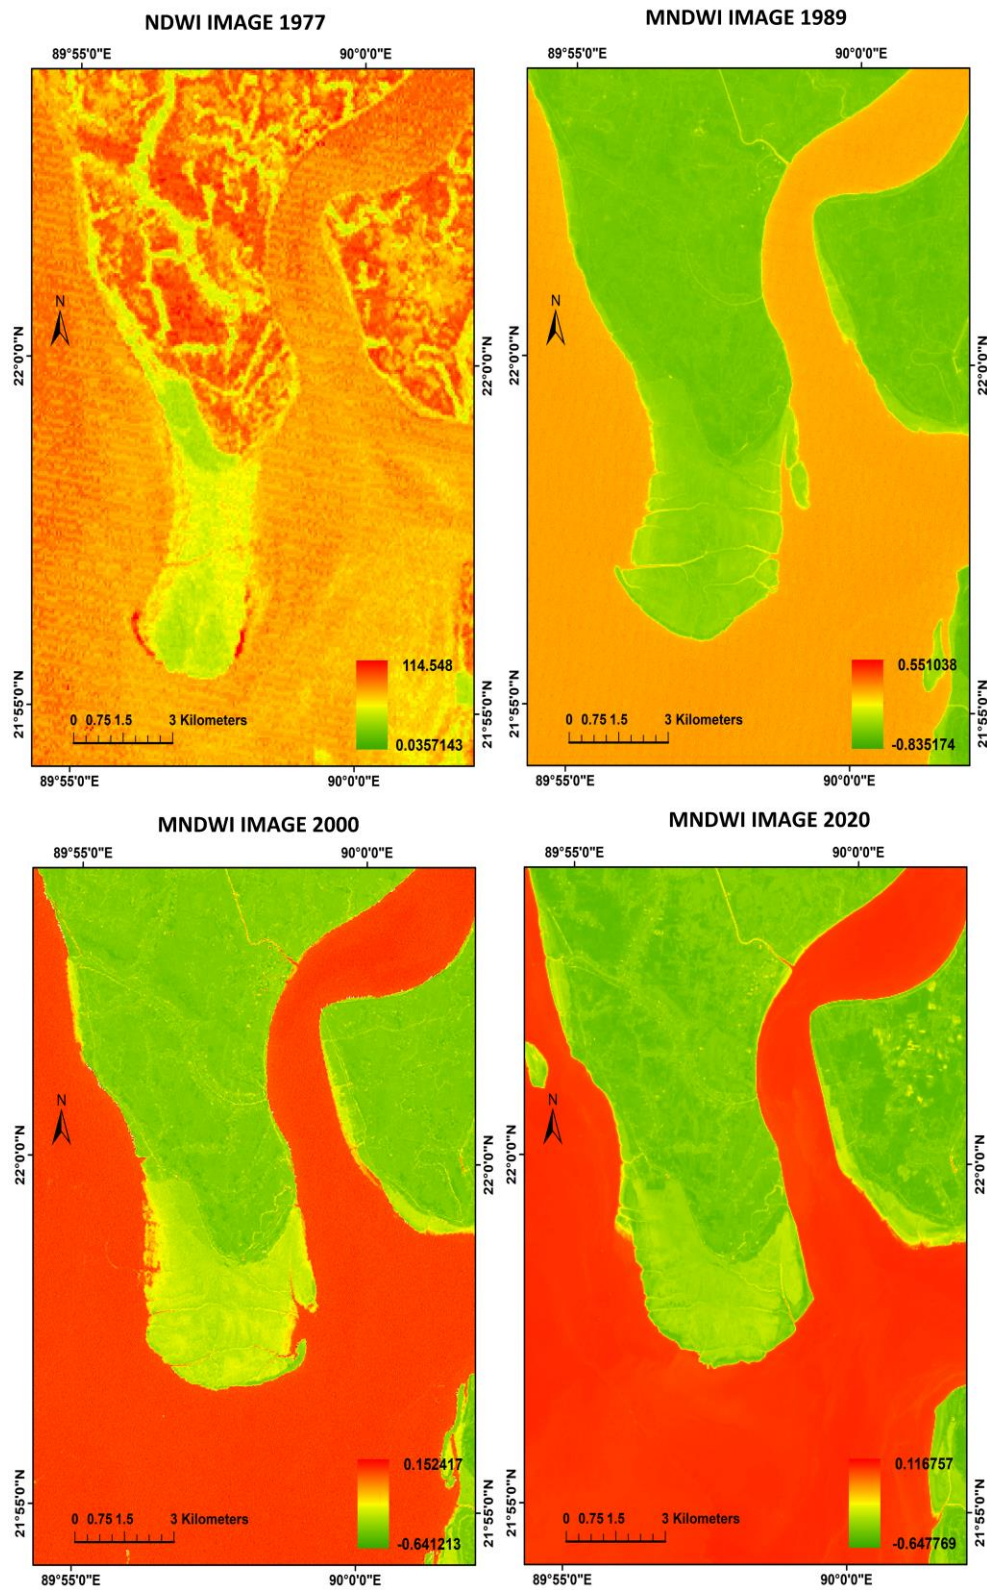 NDWI IMAGE 1977
89°55'0"E 90°0'0"E
N
22°0'0"N
22°0'0"N
114.548
0.0357143
0 0.75 1.5 3 Kilometers
21°55'0"N
21°55'0"N
89°55'0"E 90°0'0"E
MNDWI IMAGE 1989
89°55'0"E 90°0'0"E
N
22°0'0"N
22°0'0"N
0.551038
-0.835174
0 0.75 1.5 3 Kilometers
21°55'0"N
21°55'0"N
89°55'0"E 90°0'0"E
MNDWI IMAGE 2000
89°55'0"E 90°0'0"E
N
22°0'0"N
22°0'0"N
0.152417
-0.641213
0 0.75 1.5 3 Kilometers
21°55'0"N
21°55'0"N
89°55'0"E 90°0'0"E
MNDWI IMAGE 2020
89°55'0"E 90°0'0"E
N
22°0'0"N
22°0'0"N
0.116757
-0.647769
0 0.75 1.5 3 Kilometers
21°55'0"N
21°55'0"N
89°55'0"E 90°0'0"E